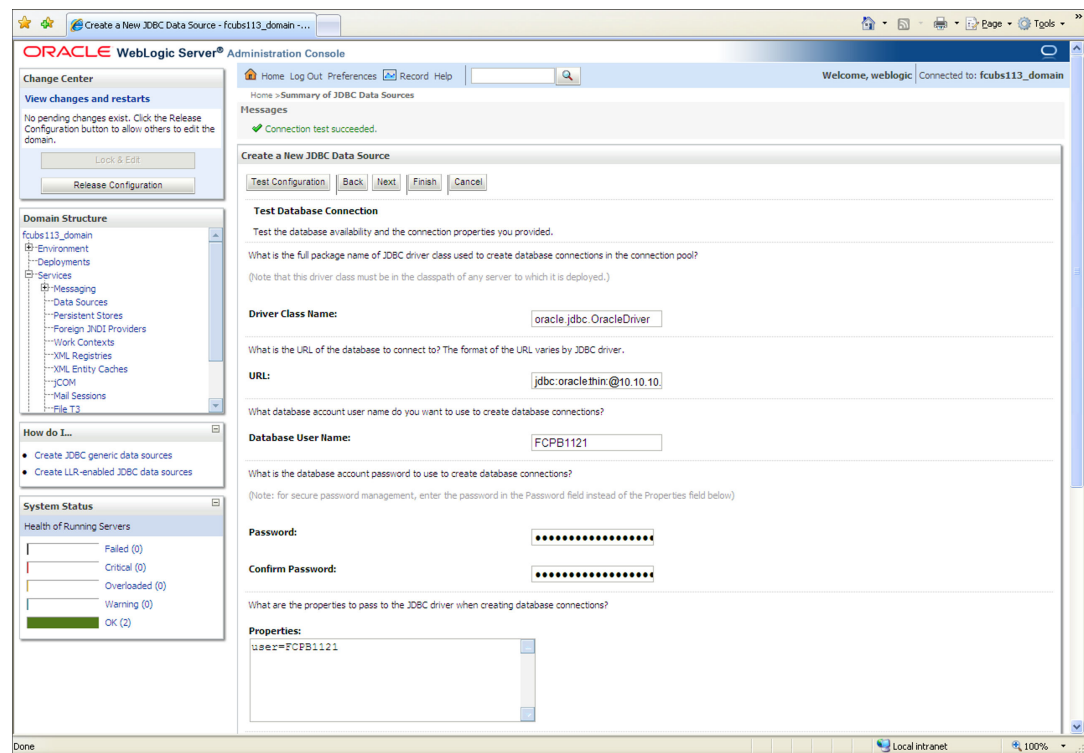 Create a New JDBC Data Source - fcubs113_domain -...
Page
Tools
ORACLE WebLogic Server® Administration Console
Change Center
View changes and restarts
No pending changes exist. Click the Release
Configuration button to allow others to edit the
domain.
Lock & Edit
Release Configuration
Domain Structure
fcubs113_domain
Environment
Deployments
Services
Messaging
Data Sources
Persistent Stores
Foreign JNDI Providers
Work Contexts
XML Registries
XML Entity Caches
jCOM
Mail Sessions
File T3
How do I...
Create JDBC generic data sources
Create LLR-enabled JDBC data sources
System Status
Health of Running Servers
Failed (0)
Critical (0)
Overloaded (0)
Warning (0)
OK (2)
Home Log Out Preferences Record Help
Welcome, weblogic Connected to: fcubs113_domain
Home >Summary of JDBC Data Sources
Messages
Connection test succeeded.
Create a New JDBC Data Source
Test Configuration Back Next Finish Cancel
Test Database Connection
Test the database availability and the connection properties you provided.
What is the full package name of JDBC driver class used to create database connections in the connection pool?
(Note that this driver class must be in the classpath of any server to which it is deployed.)
Driver Class Name:
oracle.jdbc.OracleDriver
What is the URL of the database to connect to? The format of the URL varies by JDBC driver.
URL:
jdbc:oracle:thin:@10.10.10.
What database account user name do you want to use to create database connections?
Database User Name:
FCPB1121
What is the database account password to use to create database connections?
(Note: for secure password management, enter the password in the Password field instead of the Properties field below)
Password:
Confirm Password:
What are the properties to pass to the JDBC driver when creating database connections?
Properties:
user=FCPB1121
Done
Local intranet
100%